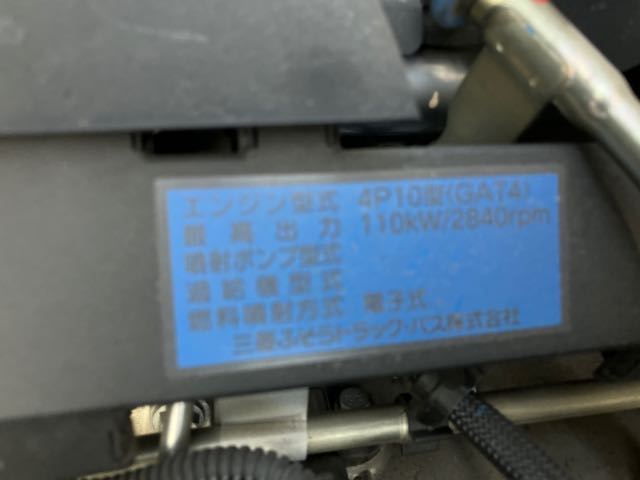 エンジン型式 4P10型(GAT4)
最高出力 110kW/2840rpm
噴射ポンプ型式
過給機型式
燃料噴射方式 電子式
三菱ふそうトラック・バス株式会社